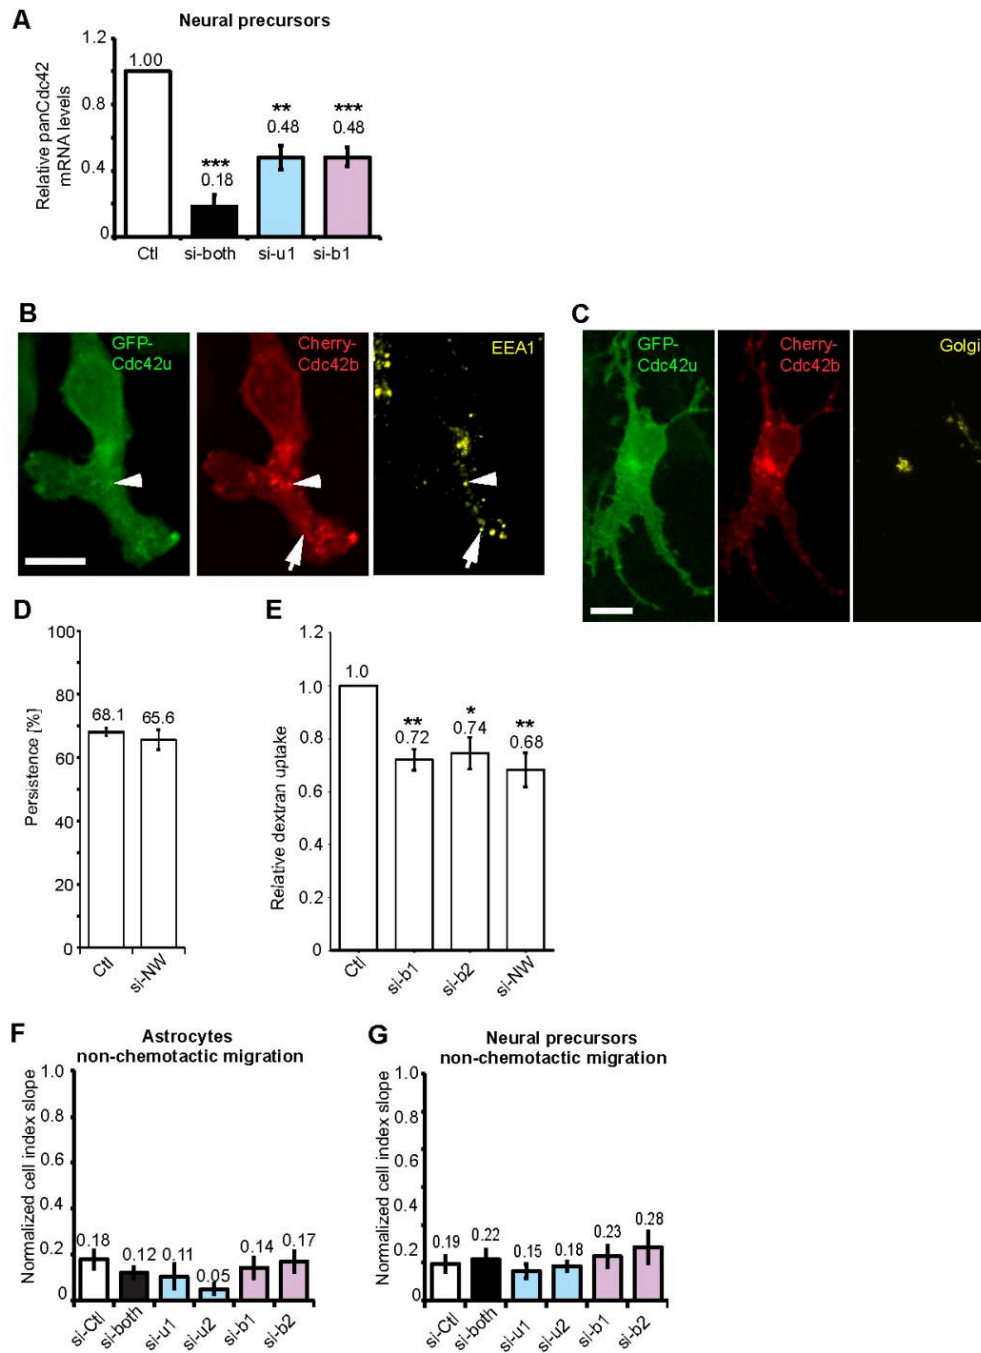 A
Neural precursors
Relative panCdc42
mRNA levels
1.2
0.8
0.4
0
1.00
***
0.18
**
0.48
***
0.48
Ctl
si-both
si-u1
si-b1
B
GFP-
Cdc42u
Cherry-
Cdc42b
EEA1
C
GFP-
Cdc42u
Cherry-
Cdc42b
Golgi
D
Persistence [%]
100
80
60
40
20
0
68.1
65.6
Ctl
si-NW
E
Relative dextran uptake
1.2
1.0
0.8
0.6
0.4
0.2
0
1.0
**
0.72
*
0.74
**
0.68
Ctl
si-b1
si-b2
si-NW
F
Astrocytes
non-chemotactic migration
Normalized cell index slope
1.0
0.8
0.6
0.4
0.2
0
0.18
0.12
0.11
0.05
0.14
0.17
si-Ctl
si-both
si-u1
si-u2
si-b1
si-b2
G
Neural precursors
non-chemotactic migration
Normalized cell index slope
1.0
0.8
0.6
0.4
0.2
0
0.19
0.22
0.15
0.18
0.23
0.28
si-Ctl
si-both
si-u1
si-u2
si-b1
si-b2